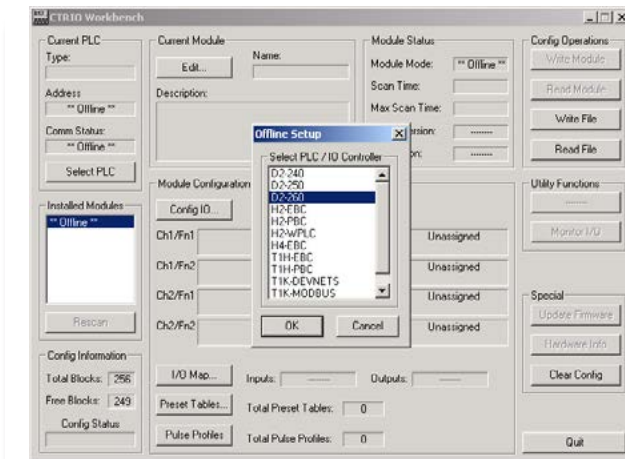 CTRIO Workbench
Current PLC
Type:
Address
** Offline **
Comm Status:
** Offline **
Select PLC
Installed Modules
** Offline **
Rescan
Config Information
Total Blocks: 256
Free Blocks: 249
Config Status
Current Module
Edit...
Name:
Description:
Module Configuration
Config IO...
Ch1/Fn1
Unassigned
Ch1/Fn2
Unassigned
Ch2/Fn1
Unassigned
Ch2/Fn2
Unassigned
I/O Map...
Inputs: -------
Outputs: -------
Preset Tables...
Total Preset Tables: 0
Pulse Profiles
Total Pulse Profiles: 0
Offline Setup
Select PLC / IO Controller
D2-240
D2-250
D2-260
H2-EBC
H2-PBC
H2-WPLC
H4-EBC
T1H-EBC
T1H-PBC
T1K-DEVNETS
T1K-MODBUS
OK
Cancel
Module Status
Module Mode: ** Offline **
Scan Time:
Max Scan Time:
ersion: --------
on: --------
Config Operations
Write Module
Read Module
Write File
Read File
Utility Functions
--------
Monitor I/O
Special
Update Firmware
Hardware Info
Clear Config
Quit